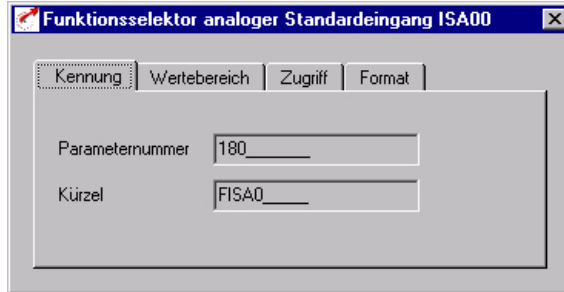 Funktionsselektor analoger Standardeingang ISA00
Kennung Wertebereich Zugriff Format
Parameternummer 180_______
Kürzel FISA0_____